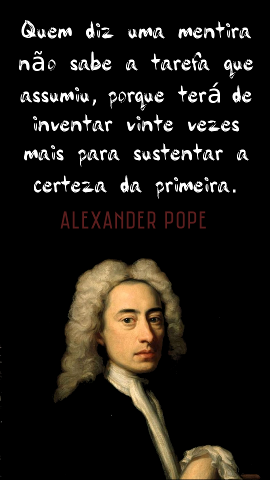 Quem diz uma mentira
não sabe a tarefa que
assumiu, porque terá de
inventar vinte vezes
mais para sustentar a
certeza da primeira.
ALEXANDER POPE